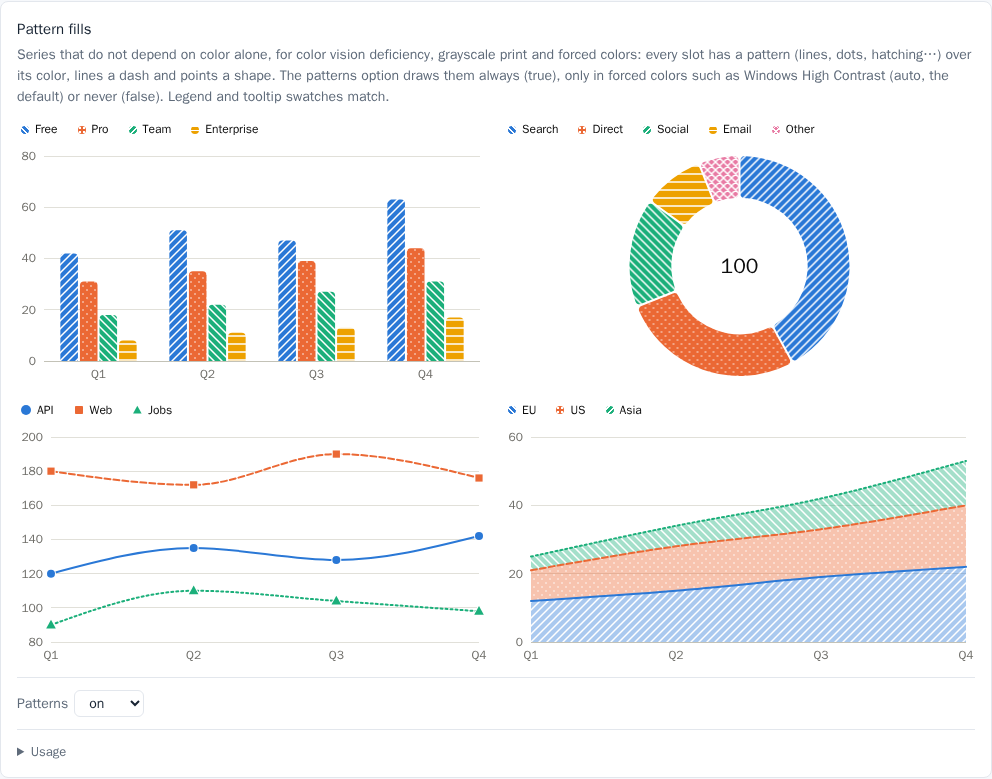 Pattern fills
Series that do not depend on color alone, for color vision deficiency, grayscale print and forced colors: every slot has a pattern (lines, dots, hatching⋯) over
its color, lines a dash and points a shape. The patterns option draws them always (true), only in forced colors such as Windows High Contrast (auto, the
default) or never (false). Legend and tooltip swatches match.
Free Pro Team Enterprise
80
60
40
20
0
Q1 Q2 Q3 Q4
Search Direct Social Email Other
100
API Web Jobs
200
180
160
140
120
100
80
Q1 Q2 Q3 Q4
EU US Asia
60
40
20
0
Q1 Q2 Q3 Q4
Patterns on
Usage